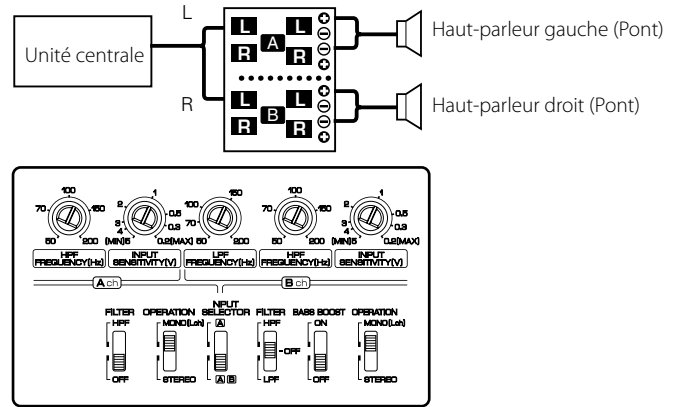 L
Unité centrale
R
L L ⊕
A ⊖
R R ⊖
⊕
L L ⊕
B ⊖
R R ⊖
⊕
Haut-parleur gauche (Pont)
Haut-parleur droit (Pont)
100 1 100 150 100 1
70 150 2 0.5 70 70 150 2 0.5
3 0.3 3 0.3
4 4
50 200 (MIN)5 0.2(MAX) 50 200 50 200 (MIN)5 0.2(MAX)
HPF INPUT LPF HPF INPUT
FREQUENCY(Hz) SENSITIVITY(V) FREQUENCY(Hz) FREQUENCY(Hz) SENSITIVITY(V)
A ch B ch
INPUT
FILTER OPERATION SELECTOR FILTER BASS BOOST OPERATION
HPF MONO(Lch) A HPF ON MONO(Lch)
OFF
OFF STEREO A B LPF OFF STEREO